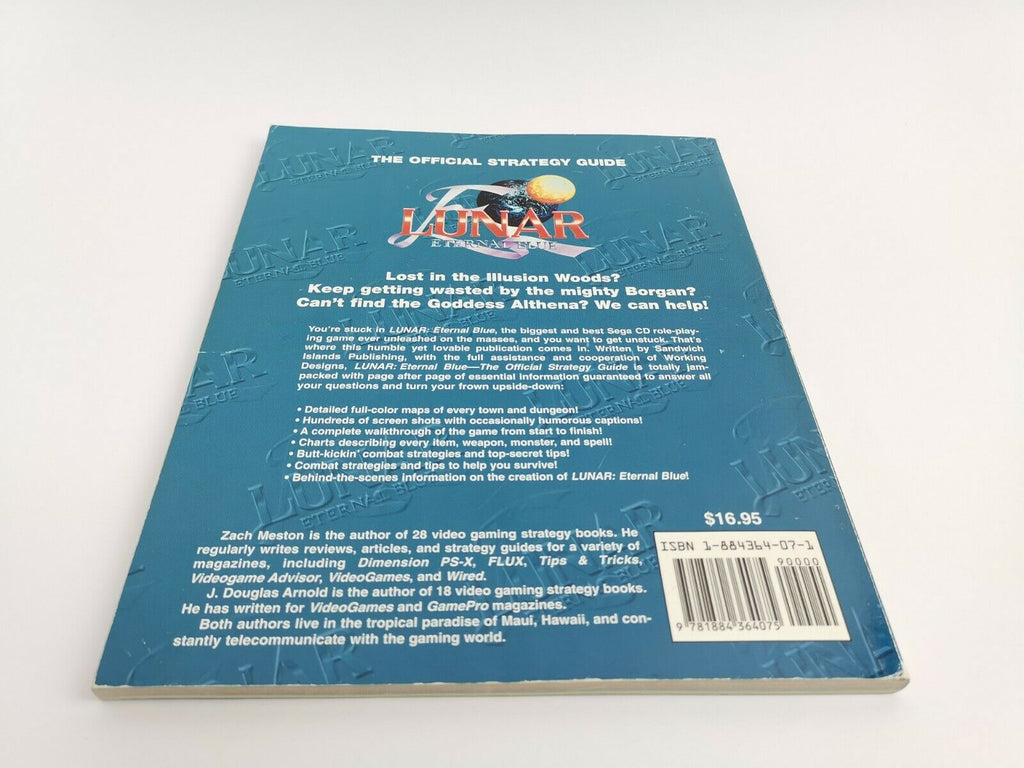 THE OFFICIAL STRATEGY GUIDE
LUNAR
ETERNAL BLUE
Lost in the Illusion Woods?
Keep getting wasted by the mighty Borgan?
Can't find the Goddess Althena? We can help!
You're stuck in LUNAR: Eternal Blue, the biggest and best Sega CD role-play-
ing game ever unleashed on the masses, and you want to get unstuck. That's
where this humble yet lovable publication comes in. Written by Sandwich
Islands Publishing, with the full assistance and cooperation of Working
Designs, LUNAR: Eternal Blue—The Official Strategy Guide is totally jam-
packed with page after page of essential information guaranteed to answer all
your questions and turn your frown upside-down:
• Detailed full-color maps of every town and dungeon!
• Hundreds of screen shots with occasionally humorous captions!
• A complete walkthrough of the game from start to finish!
• Charts describing every item, weapon, monster, and spell!
• Butt-kickin' combat strategies and top-secret tips!
• Combat strategies and tips to help you survive!
• Behind-the-scenes information on the creation of LUNAR: Eternal Blue!
Zach Meston is the author of 28 video gaming strategy books. He
regularly writes reviews, articles, and strategy guides for a variety of
magazines, including Dimension PS-X, FLUX, Tips & Tricks,
Videogame Advisor, VideoGames, and Wired.
J. Douglas Arnold is the author of 18 video gaming strategy books.
He has written for VideoGames and GamePro magazines.
Both authors live in the tropical paradise of Maui, Hawaii, and con-
stantly telecommunicate with the gaming world.
$16.95
ISBN 1-884364-07-1
90000
9 781884 364075